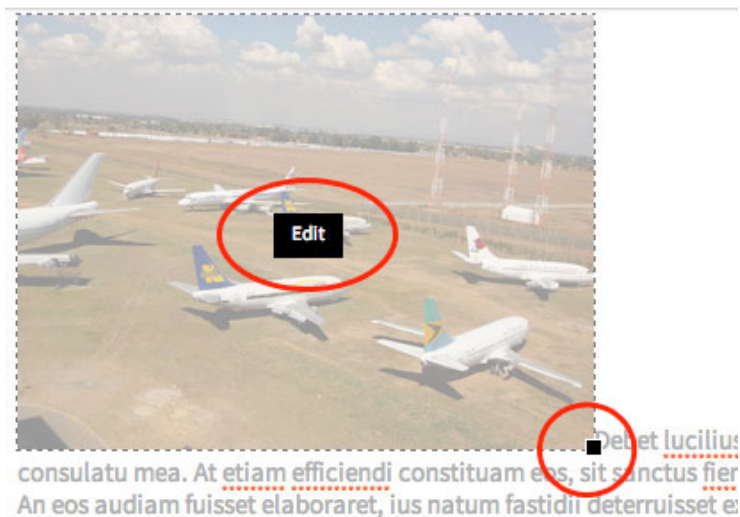 Edit
Debet lucilius
consulatu mea. At etiam efficiendi constituam eos, sit sanctus fier
An eos audiam fuisset elaboraret, ius natum fastidii deterruisset ex